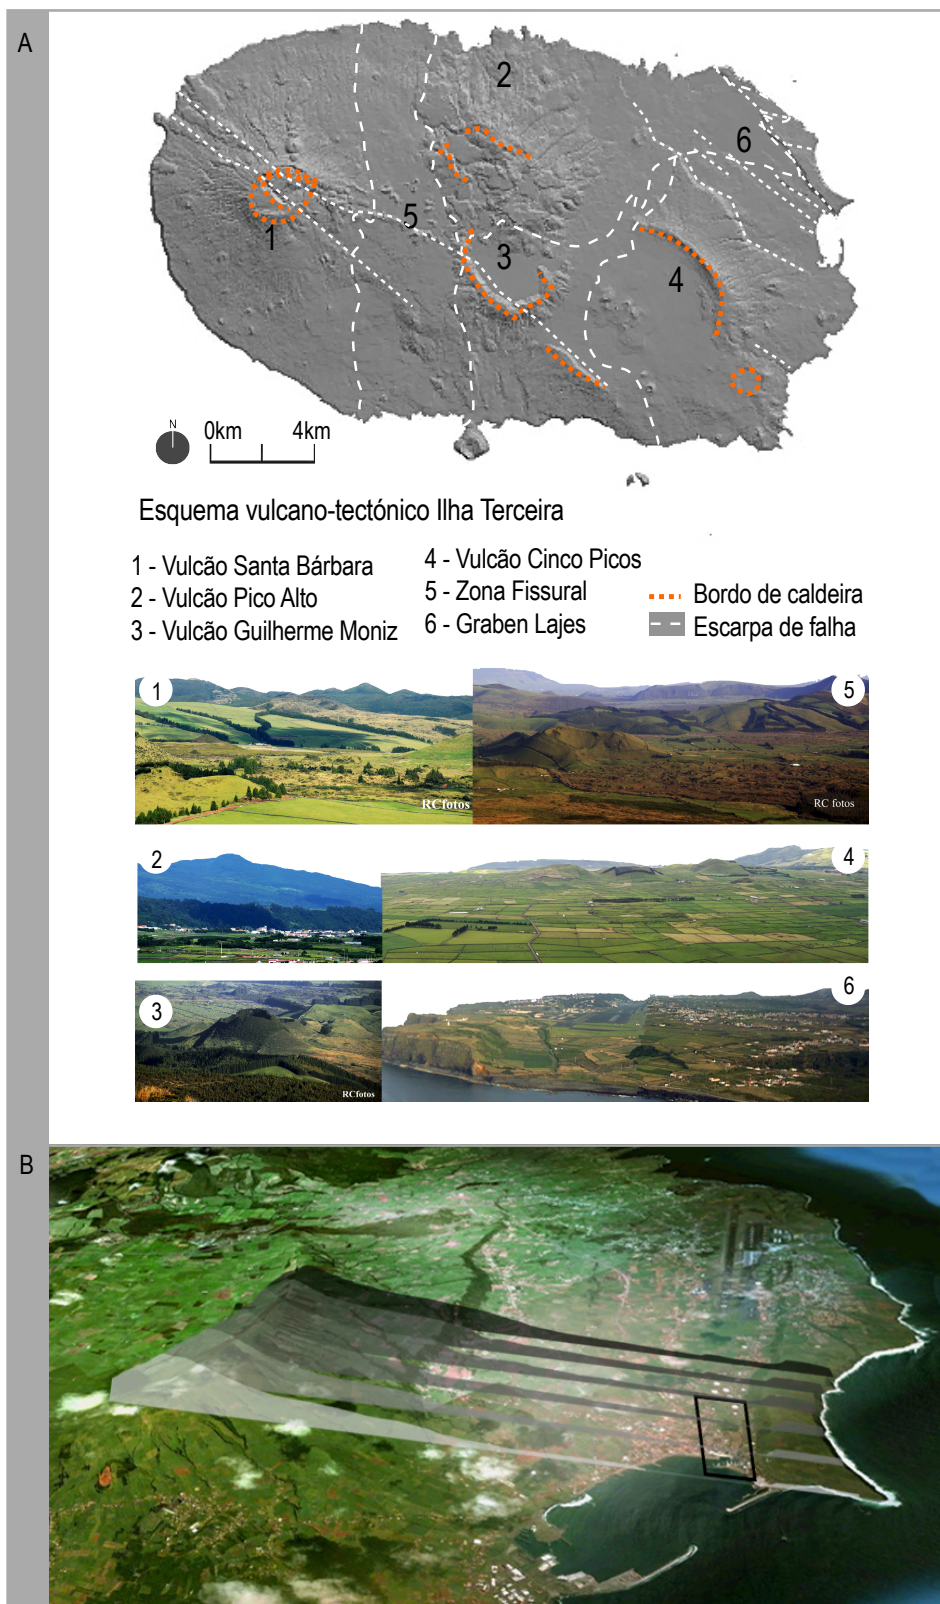 A
2
6
1
5
3
4
N
0km 4km
Esquema vulcano-tectónico Ilha Terceira
1 - Vulcão Santa Bárbara
2 - Vulcão Pico Alto
3 - Vulcão Guilherme Moniz
4 - Vulcão Cinco Picos
5 - Zona Fissural
6 - Graben Lajes
Bordo de caldeira
Escarpa de falha
1
5
RCfotos
RC fotos
2
4
3
6
RCfotos
B